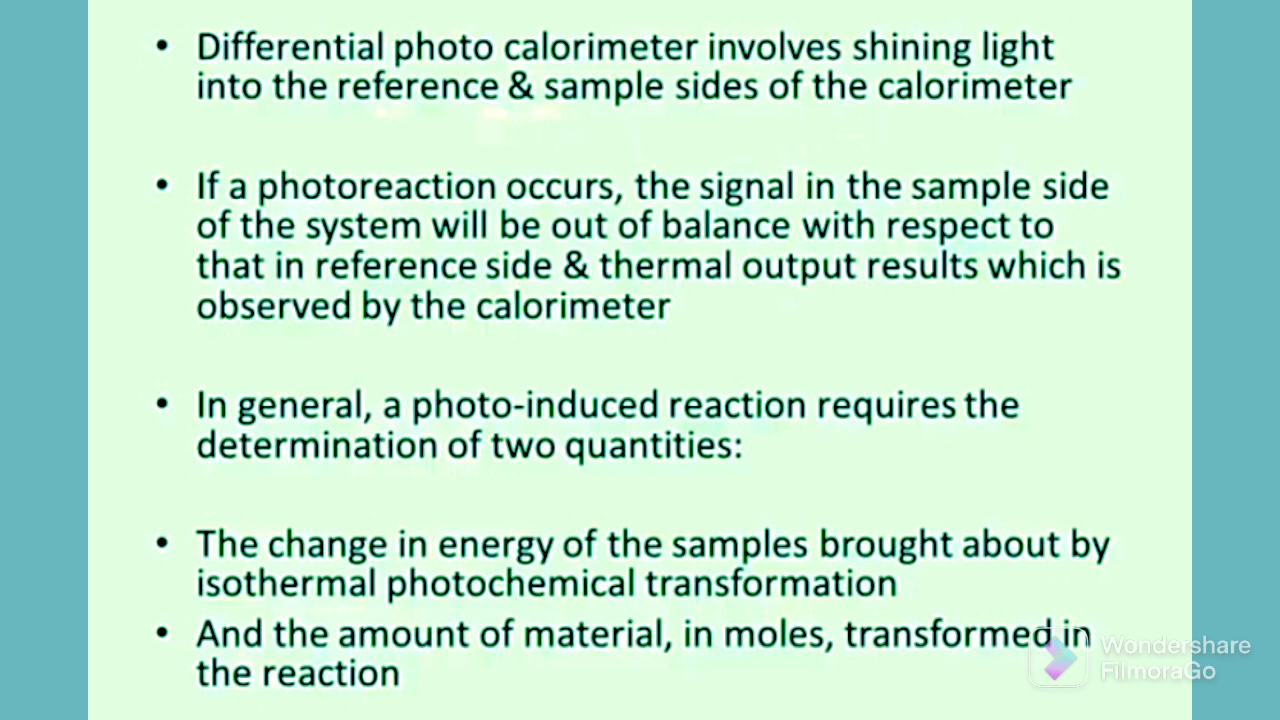 • Differential photo calorimeter involves shining light
into the reference & sample sides of the calorimeter
• If a photoreaction occurs, the signal in the sample side
of the system will be out of balance with respect to
that in reference side & thermal output results which is
observed by the calorimeter
• In general, a photo-induced reaction requires the
determination of two quantities:
• The change in energy of the samples brought about by
isothermal photochemical transformation
• And the amount of material, in moles, transformed in
the reaction
Wondershare
FilmoraGo